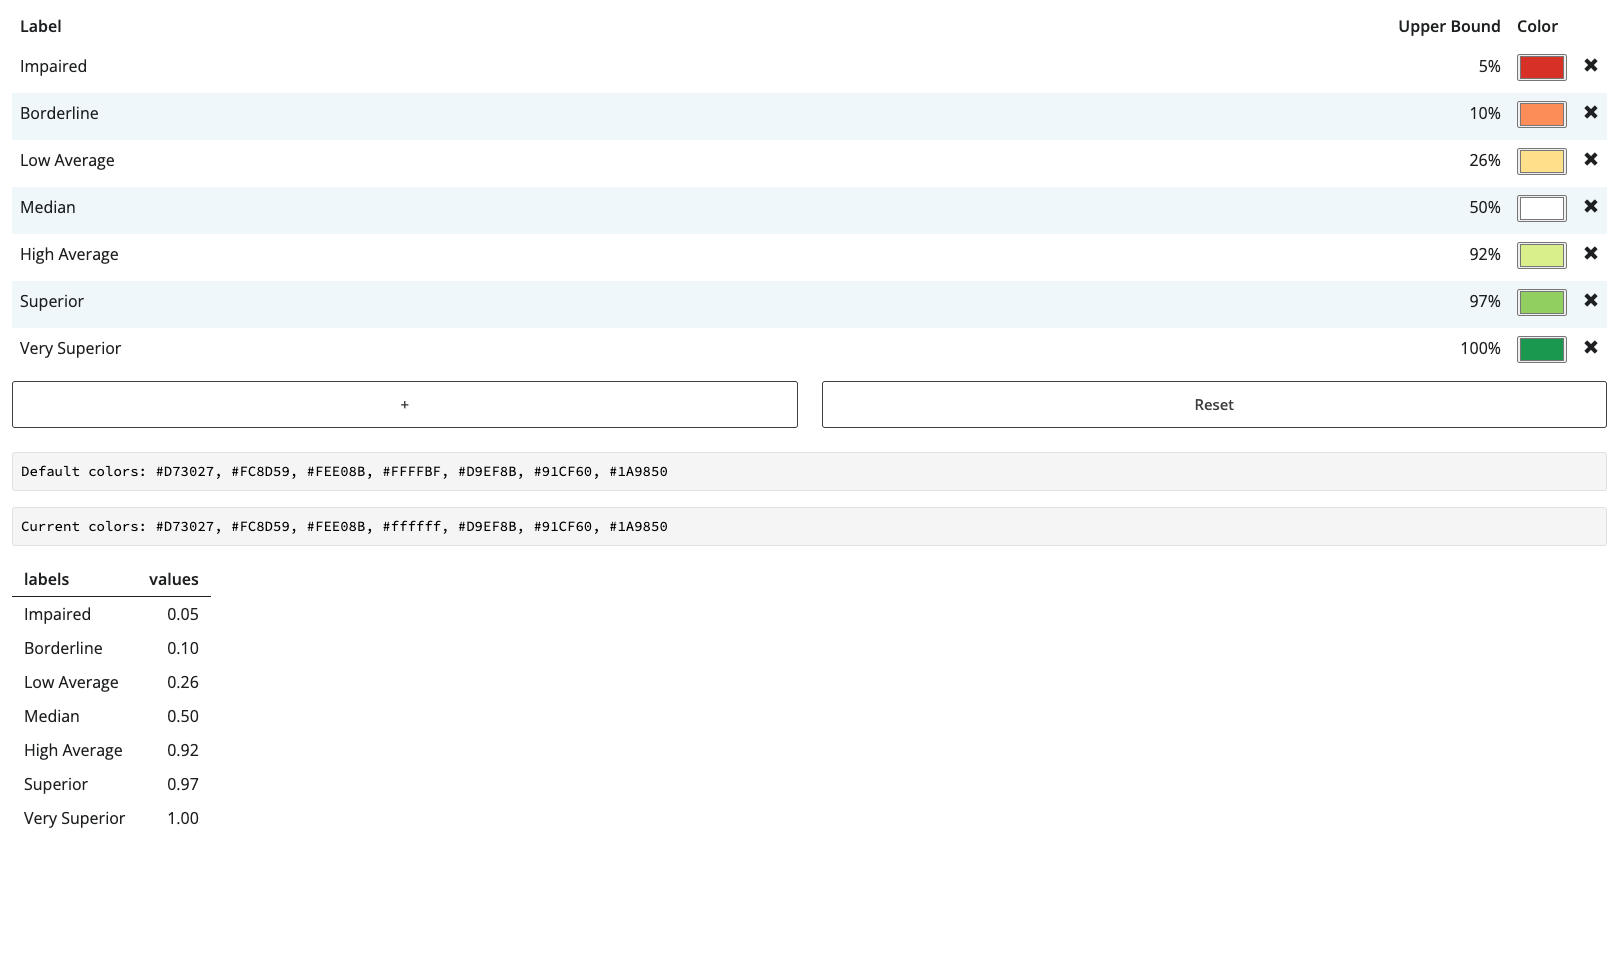 Label Upper Bound Color
Impaired 5% ✖
Borderline 10% ✖
Low Average 26% ✖
Median 50% ✖
High Average 92% ✖
Superior 97% ✖
Very Superior 100% ✖
+ Reset
Default colors: #D73027, #FC8D59, #FEE08B, #FFFFBF, #D9EF8B, #91CF60, #1A9850
Current colors: #D73027, #FC8D59, #FEE08B, #ffffff, #D9EF8B, #91CF60, #1A9850
labels values
Impaired 0.05
Borderline 0.10
Low Average 0.26
Median 0.50
High Average 0.92
Superior 0.97
Very Superior 1.00